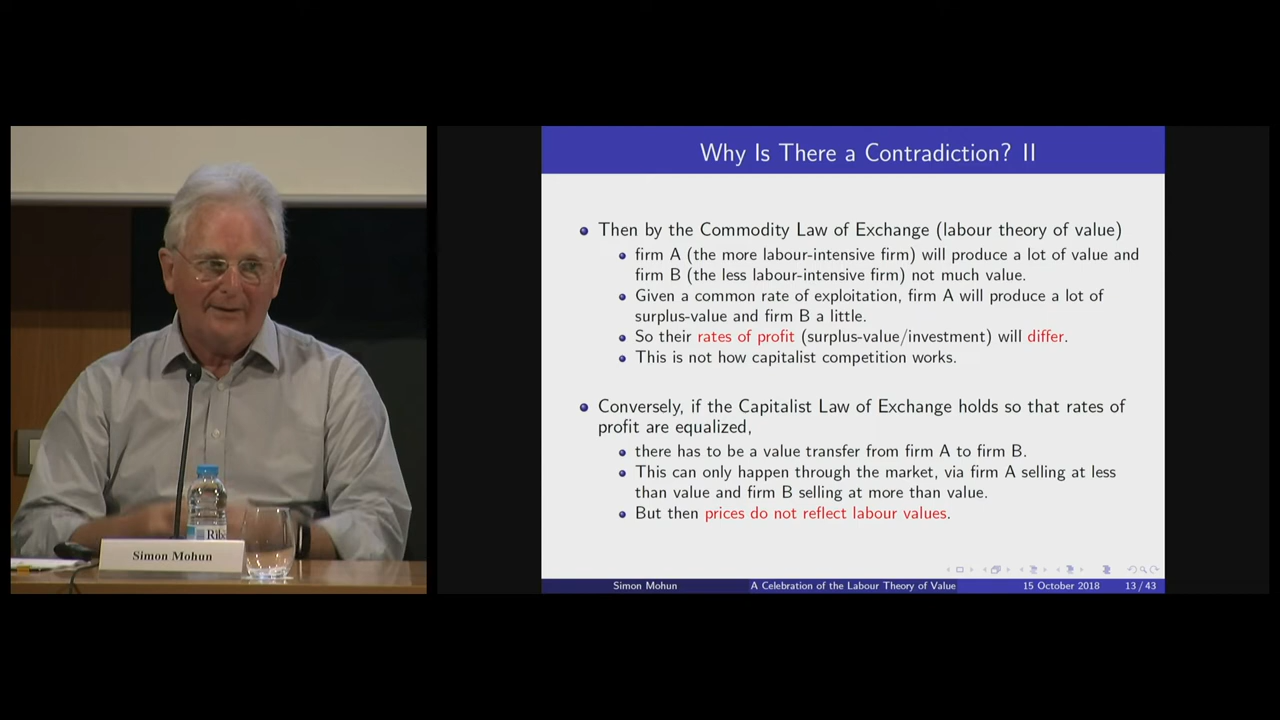 Why Is There a Contradiction? II
Then by the Commodity Law of Exchange (labour theory of value)
firm A (the more labour-intensive firm) will produce a lot of value and
firm B (the less labour-intensive firm) not much value.
Given a common rate of exploitation, firm A will produce a lot of
surplus-value and firm B a little.
So their rates of profit (surplus-value/investment) will differ.
This is not how capitalist competition works.
Conversely, if the Capitalist Law of Exchange holds so that rates of
profit are equalized,
there has to be a value transfer from firm A to firm B.
This can only happen through the market, via firm A selling at less
than value and firm B selling at more than value.
But then prices do not reflect labour values.
Simon Mohun A Celebration of the Labour Theory of Value 15 October 2018 13 / 43
Simon Mohun